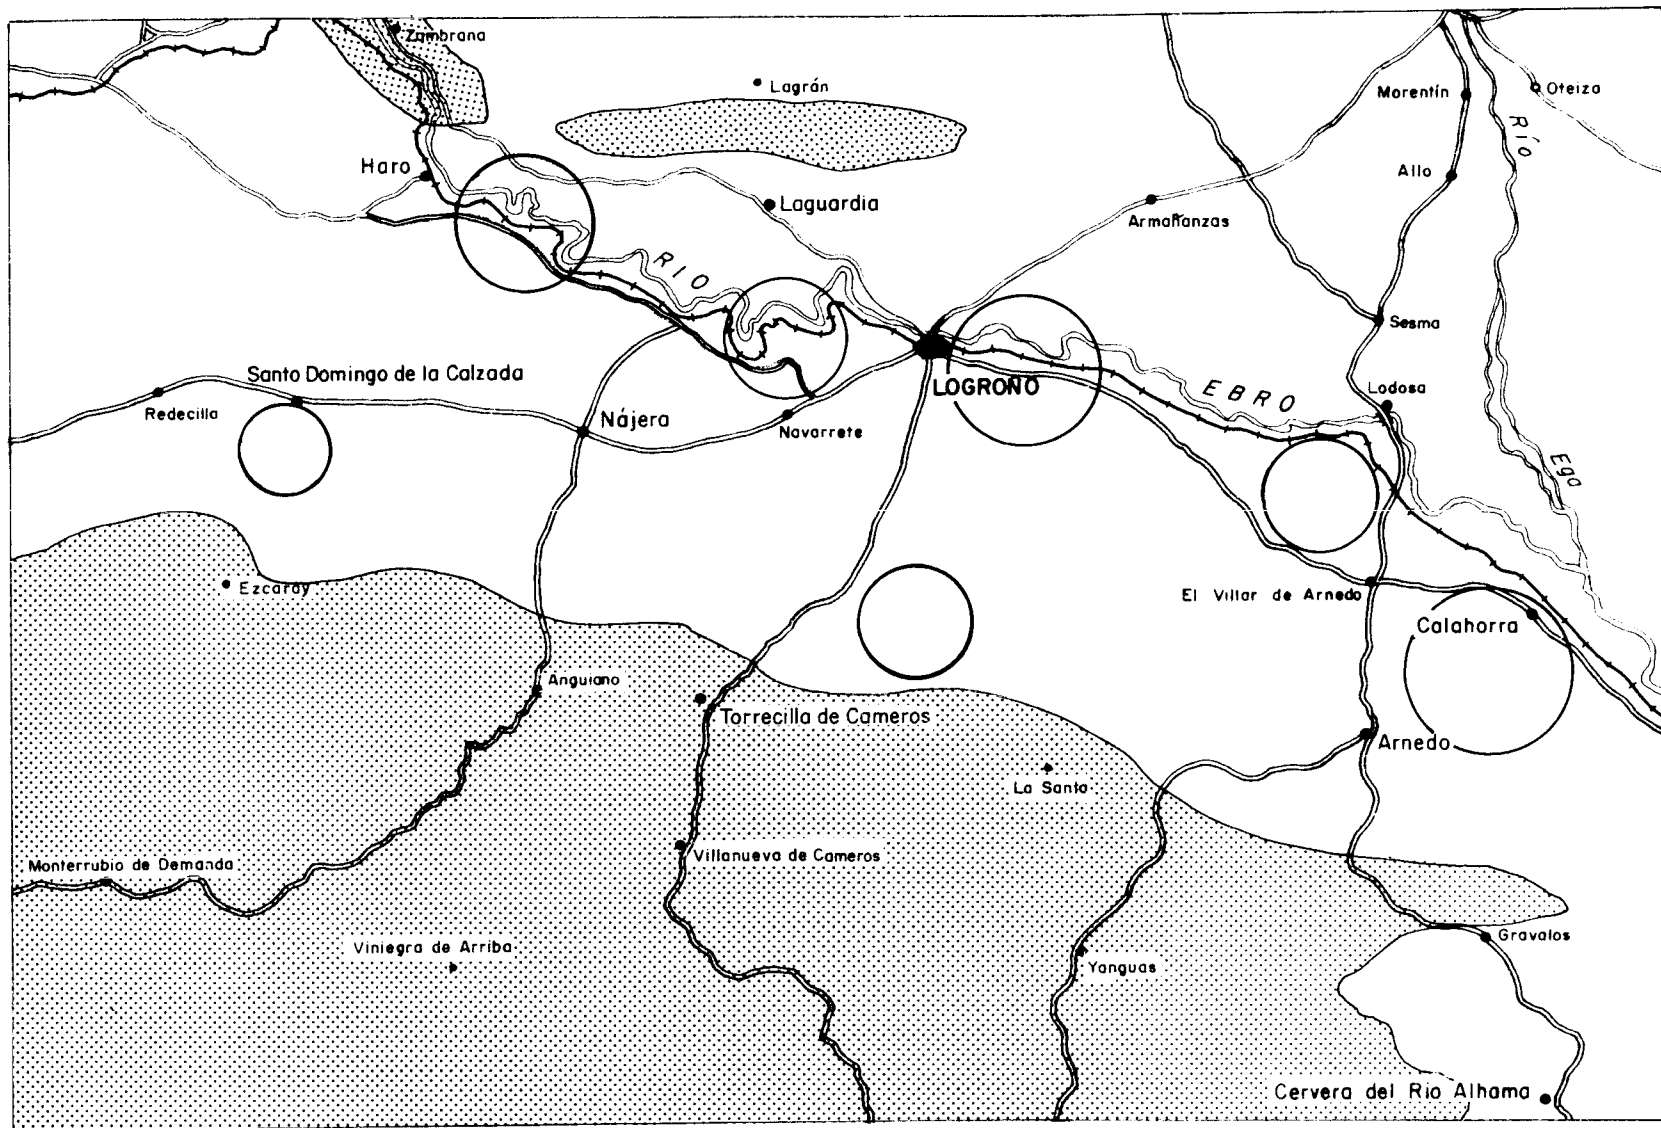 Zambrana
Lagrán
Morentín
Oteiza
Río
Haro
Allo
Laguardia
Armañanzas
RIO
Sesma
Santo Domingo de la Calzada
LOGROÑO
EBRO
Lodosa
Redecilla
Nájera
Navarrete
Ega
Ezcaray
El Villar de Arnedo
Calahorra
Anguiano
Torrecilla de Cameros
Arnedo
La Santa
Monterrubio de Demanda
Villanueva de Cameros
Viniegra de Arriba
Gravalos
Yanguas
Cervera del Rio Alhama